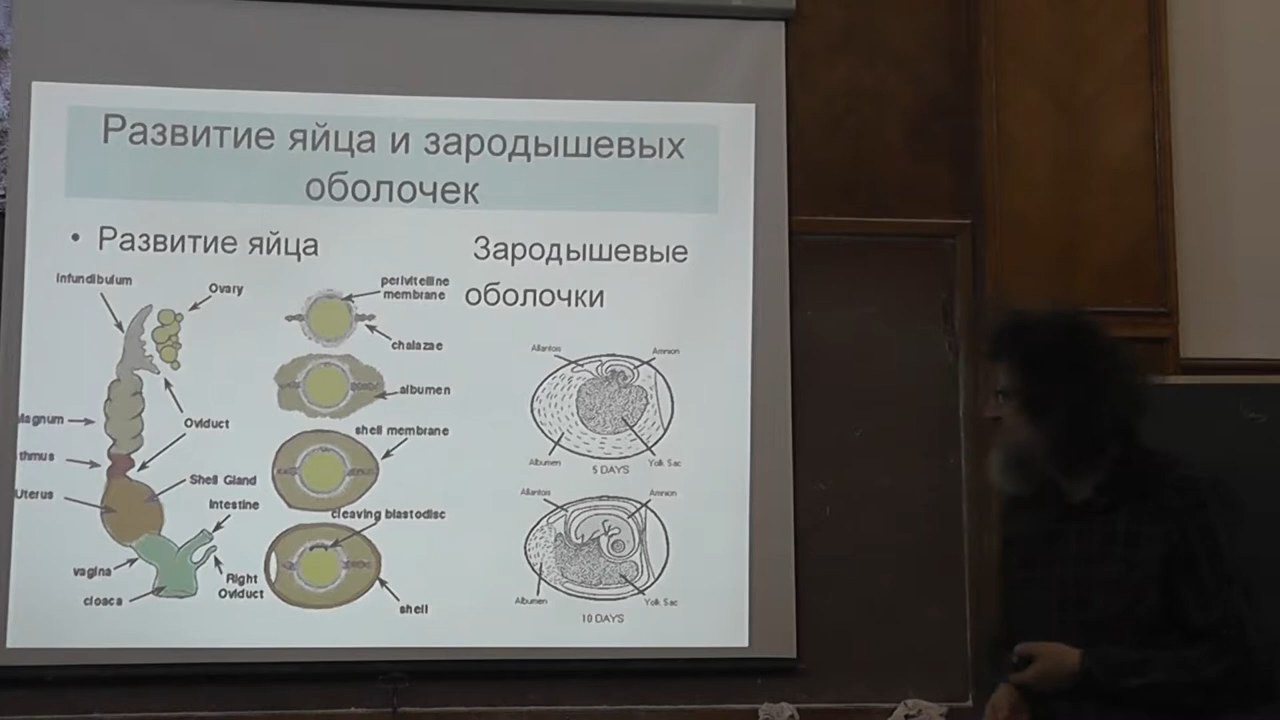 Развитие яйца и зародышевых
оболочек
• Развитие яйца
Зародышевые
оболочки
Infundibulum
Ovary
Oviduct
Magnum
thmus
Uterus
Shell Gland
Intestine
vagina
cloaca
Right
Oviduct
perivitelline
membrane
chalazae
albumen
shell membrane
cleaving blastodisc
shell
Allantois
Amnion
Albumen
Yolk Sac
5 DAYS
Allantois
Amnion
Albumen
Yolk Sac
10 DAYS